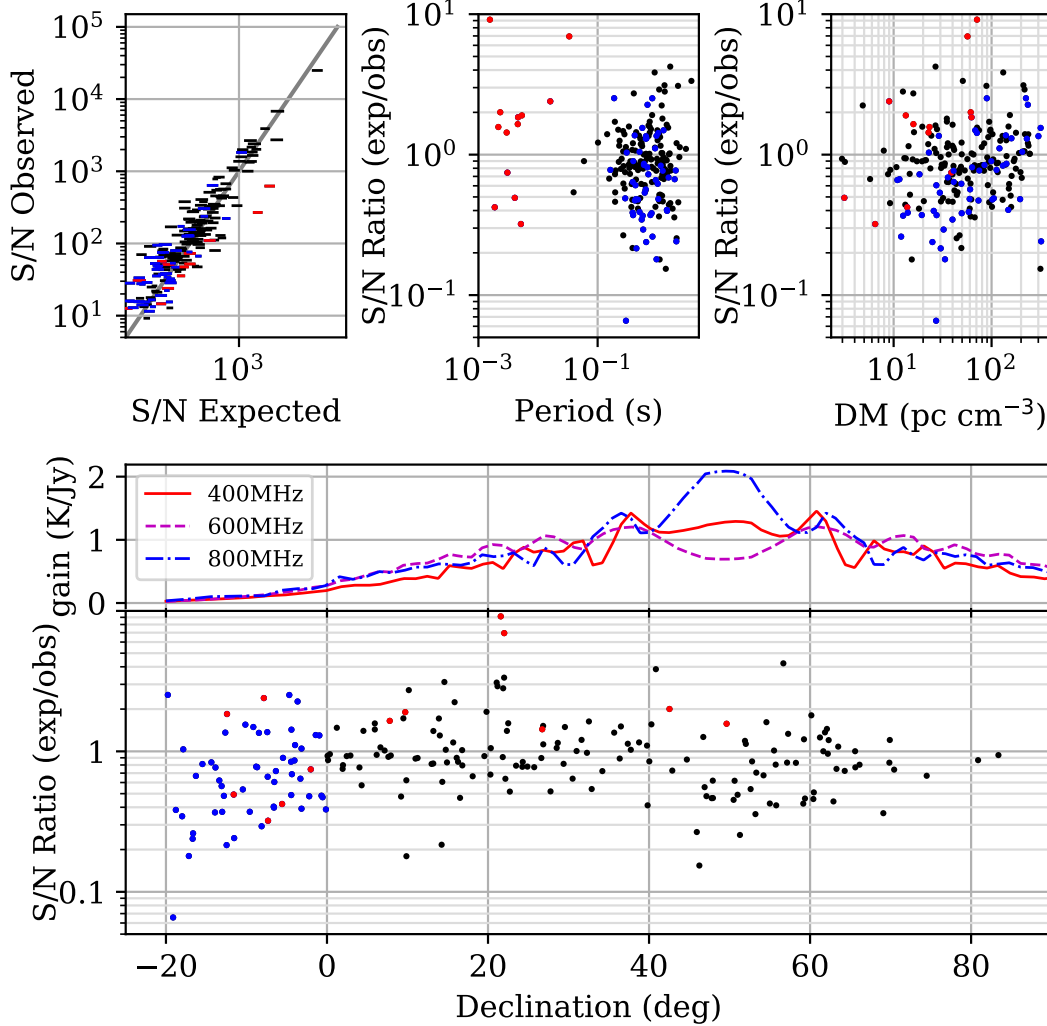 10^5
10^4
10^3
10^2
10^1
S/N Observed
10^3
S/N Expected
10^1
10^0
10^−1
S/N Ratio (exp/obs)
10^−3
10^−1
Period (s)
10^1
10^0
10^−1
S/N Ratio (exp/obs)
10^1
10^2
DM (pc cm^−3)
2
1
0
gain (K/Jy)
400MHz
600MHz
800MHz
1
0.1
S/N Ratio (exp/obs)
−20
0
20
40
60
80
Declination (deg)